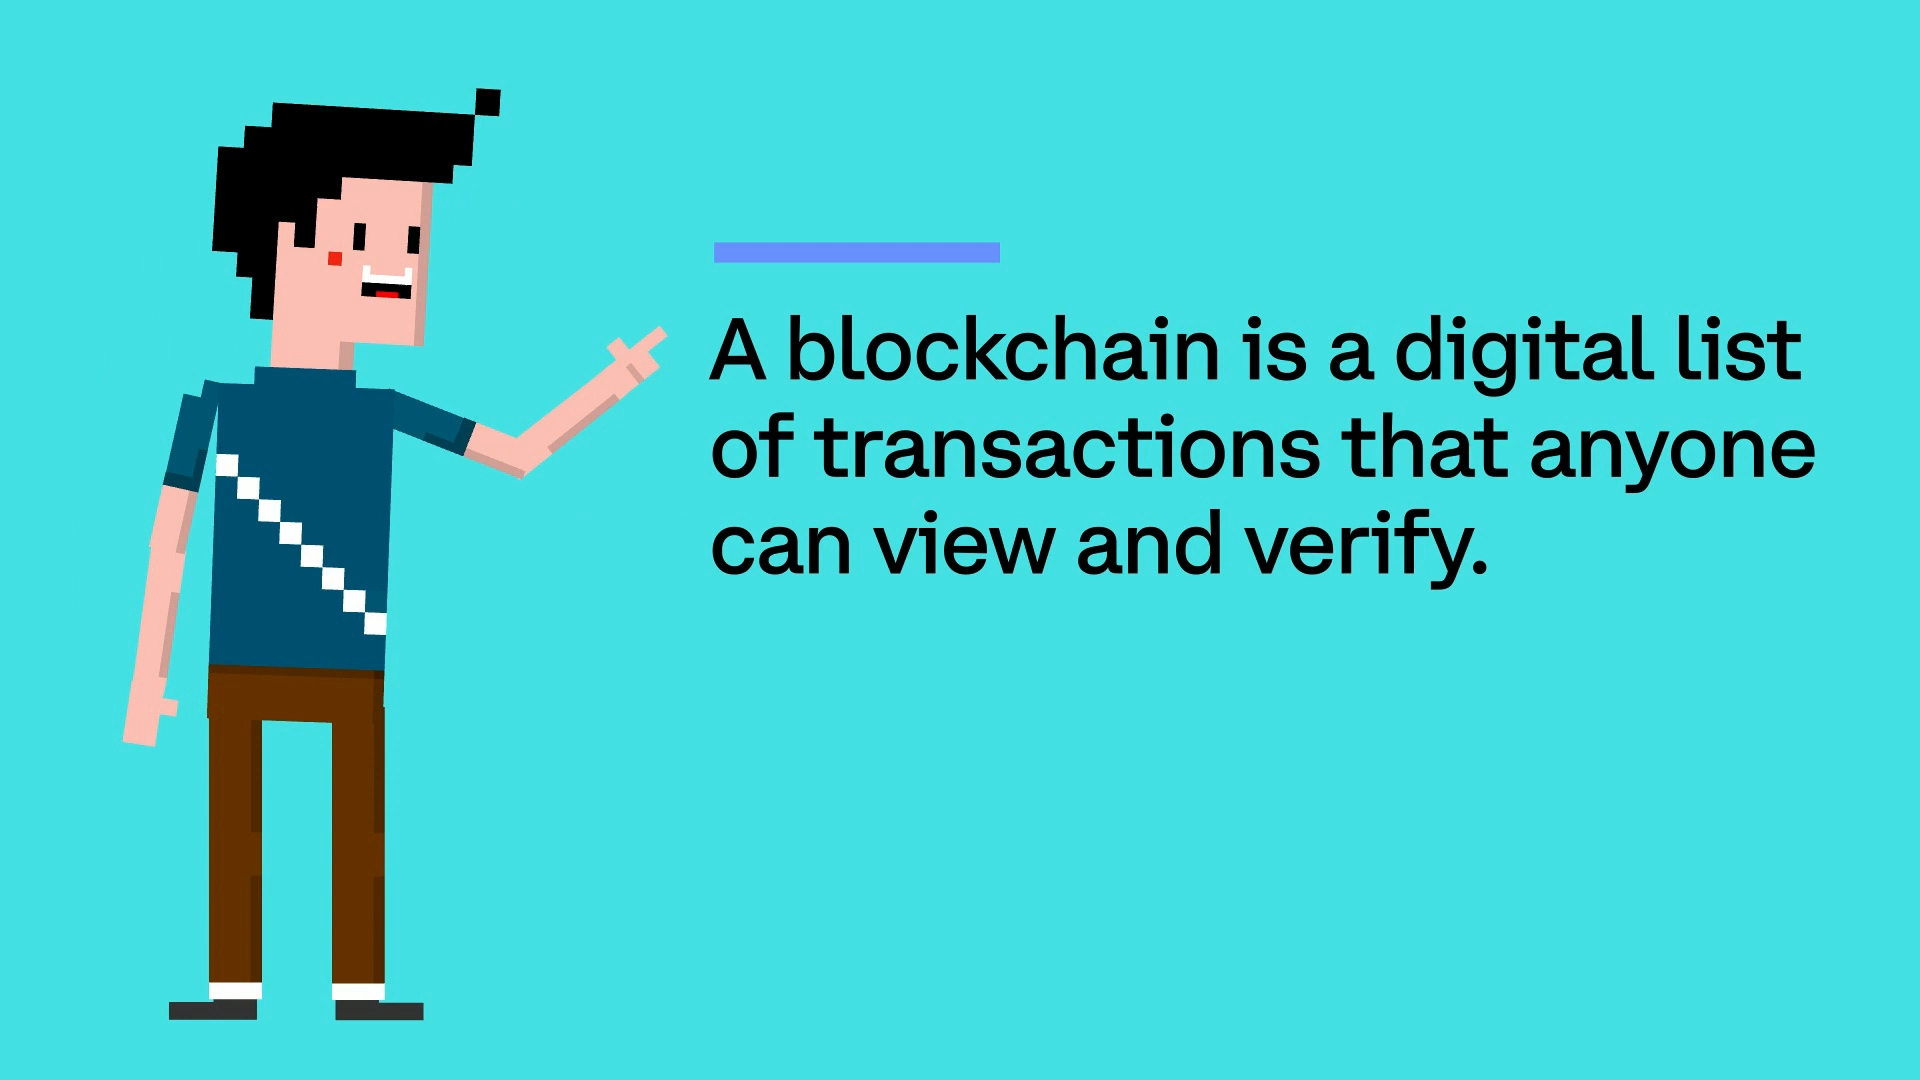 A blockchain is a digital list
of transactions that anyone
can view and verify.